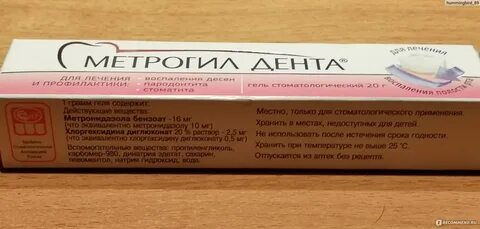 hummingbird_85
МЕТРОГИЛ ДЕНТА®
для лечения
воспаления полости рта
ДЛЯ ЛЕЧЕНИЯ И ПРОФИЛАКТИКИ
воспаления десен
пародонтита
стоматита
гель стоматологический 20 г
1 грамм геля содержит:
Действующие вещества:
Метронидазола бензоат - 16 мг
(что эквивалентно метронидазолу 10 мг)
Хлоргексидина диглюконат 20% раствор - 2,5 мг
(что эквивалентно хлоргексидину диглюконату 0,5 мг)
Вспомогательные вещества: пропиленгликоль,
карбомер-980, динатрия эдетат, сахарин,
левоментол, натрия гидроксид, вода.
Местно, только для стоматологического применения.
Хранить в местах, недоступных для детей.
Не использовать после истечения срока годности.
Хранить при температуре не выше 25 °C.
Отпускается из аптек без рецепта.
RECOMMEND.RU